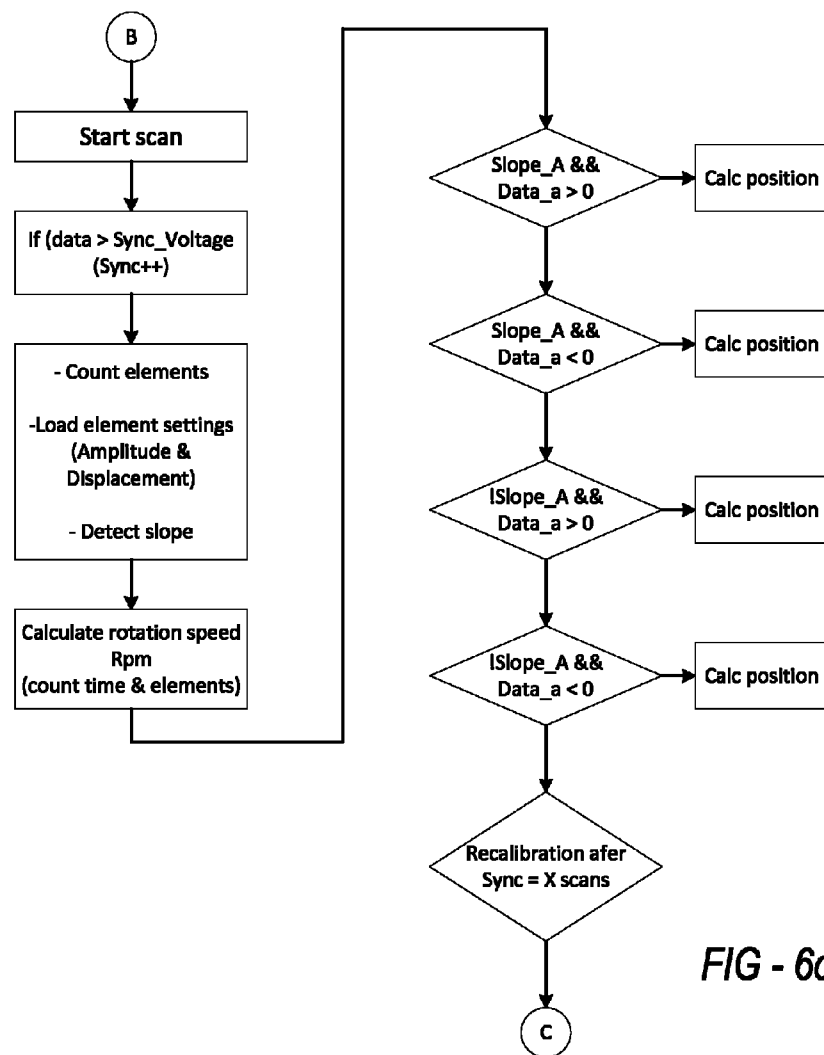 B
Start scan
If (data > Sync_Voltage
(Sync++)
- Count elements
-Load element settings
(Amplitude &
Displacement)
- Detect slope
Calculate rotation speed
Rpm
(count time & elements)
Slope_A &&
Data_a > 0
Calc position
Slope_A &&
Data_a < 0
Calc position
!Slope_A &&
Data_a > 0
Calc position
!Slope_A &&
Data_a < 0
Calc position
Recalibration afer
Sync = X scans
C
FIG - 6c